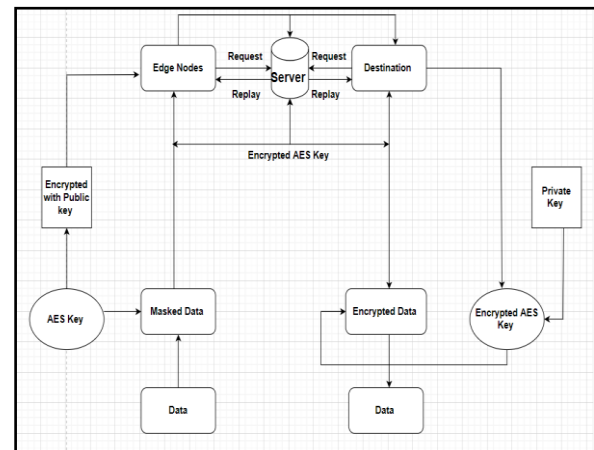 Edge Nodes
Request
Server
Request
Destination
Replay
Replay
Encrypted AES Key
Encrypted
with Public
key
Private
Key
AES Key
Masked Data
Encrypted Data
Encrypted AES
Key
Data
Data